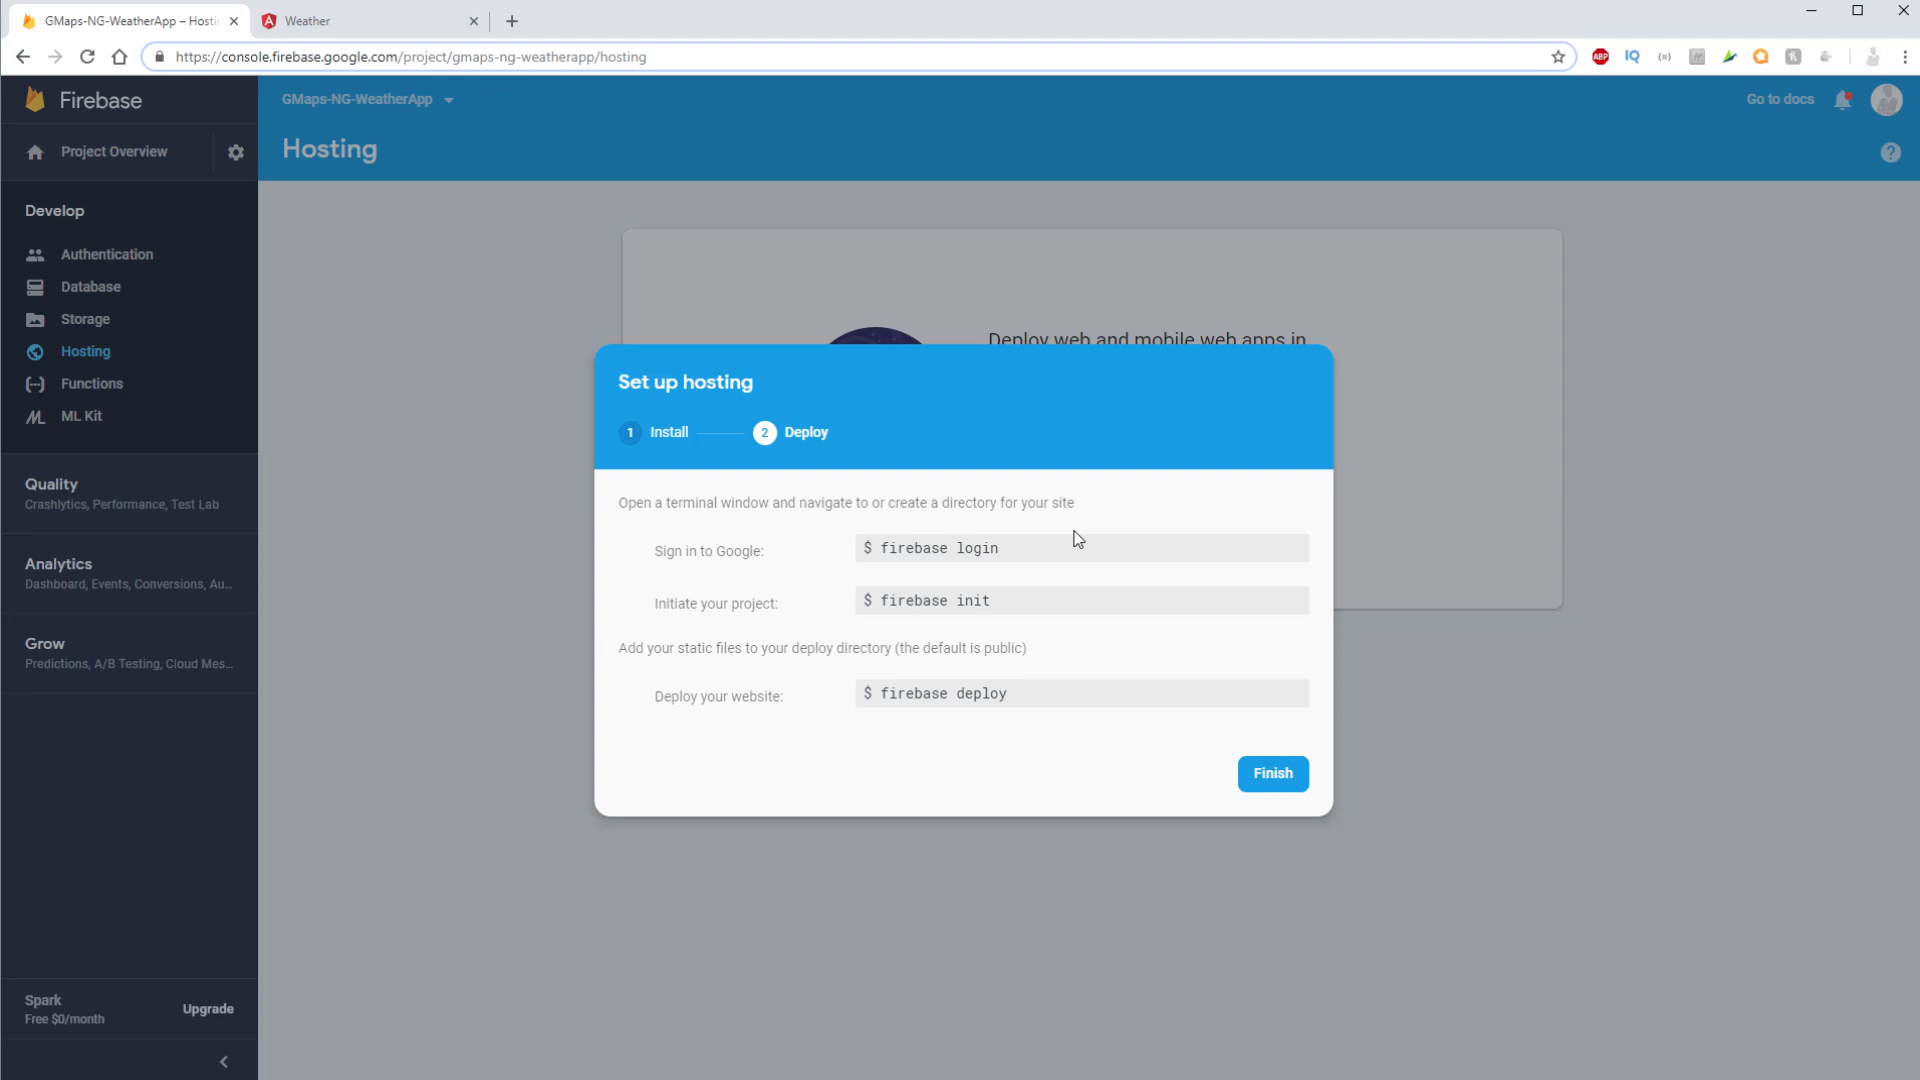 GMaps-NG-WeatherApp – Hosti
Weather
https://console.firebase.google.com/project/gmaps-ng-weatherapp/hosting
ABP
IQ
Firebase
GMaps-NG-WeatherApp
Go to docs
Project Overview
Hosting
Develop
Authentication
Database
Storage
Hosting
Functions
ML Kit
Quality
Crashlytics, Performance, Test Lab
Analytics
Dashboard, Events, Conversions, Au...
Grow
Predictions, A/B Testing, Cloud Mes...
Spark
Free $0/month
Upgrade
Deploy web and mobile web apps in
Set up hosting
1 Install
2 Deploy
Open a terminal window and navigate to or create a directory for your site
Sign in to Google:
$ firebase login
Initiate your project:
$ firebase init
Add your static files to your deploy directory (the default is public)
Deploy your website:
$ firebase deploy
Finish